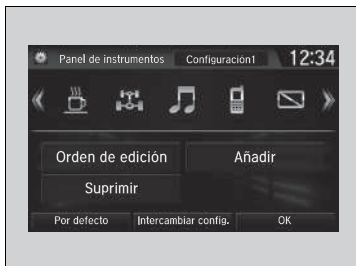 Panel de instrumentos Configuración1 12:34
Orden de edición Añadir
Suprimir
Por defecto Intercambiar config. OK